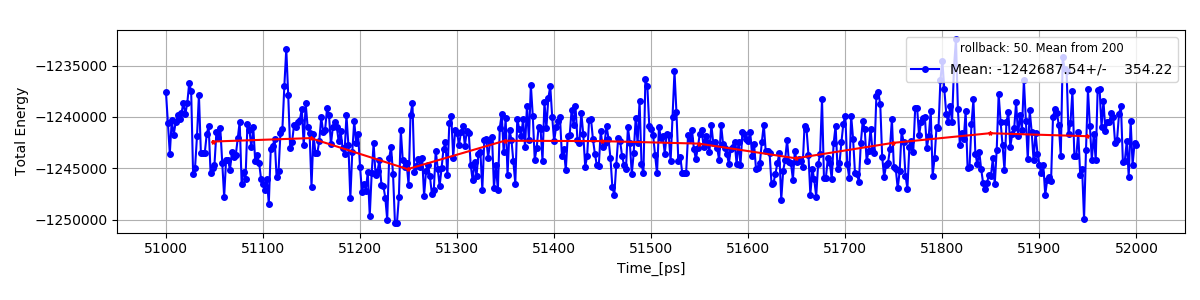 rollback: 50. Mean from 200
Mean: -1242687.54+/- 354.22
Total Energy
−1235000
−1240000
−1245000
−1250000
51000 51100 51200 51300 51400 51500 51600 51700 51800 51900 52000
Time_[ps]